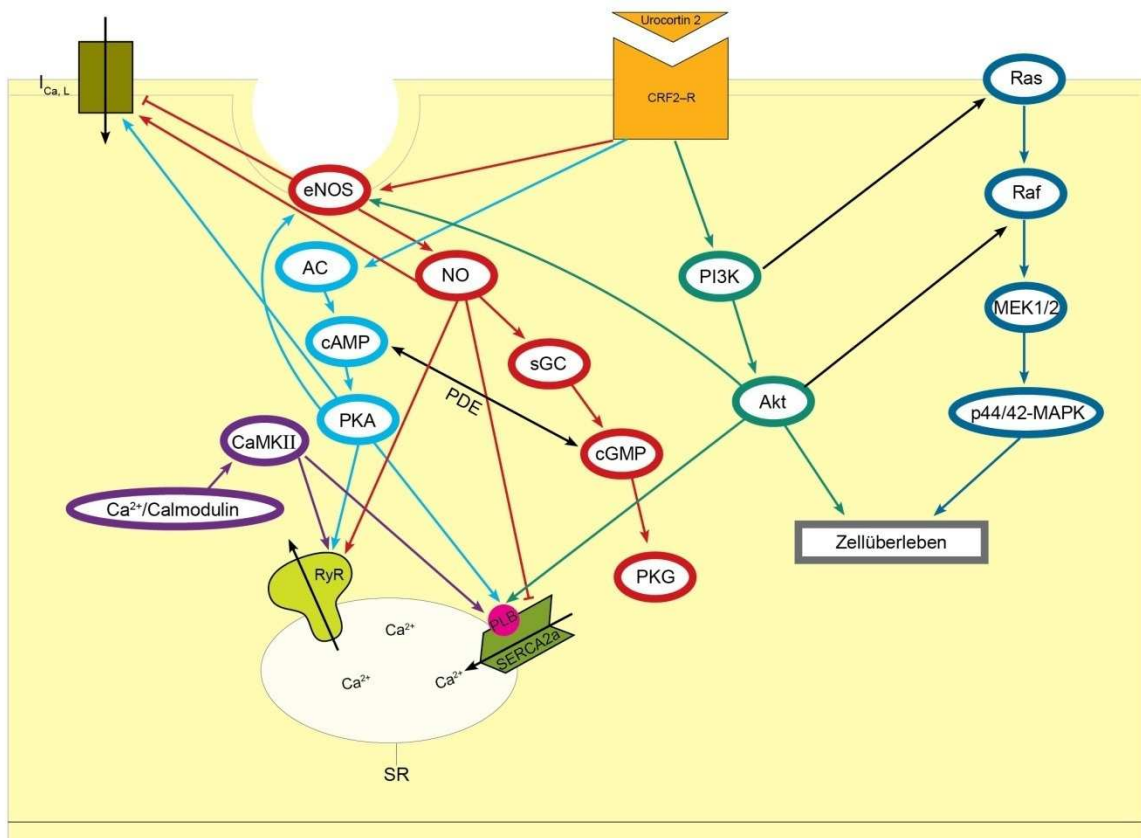 Urocortin 2
I Ca, L
CRF2–R
Ras
eNOS
Raf
AC
NO
PI3K
MEK1/2
cAMP
sGC
PDE
Akt
p44/42-MAPK
PKA
CaMKII
cGMP
Ca²⁺/Calmodulin
Zellüberleben
RyR
PKG
PLB
Ca²⁺
SERCA2a
Ca²⁺
Ca²⁺
SR